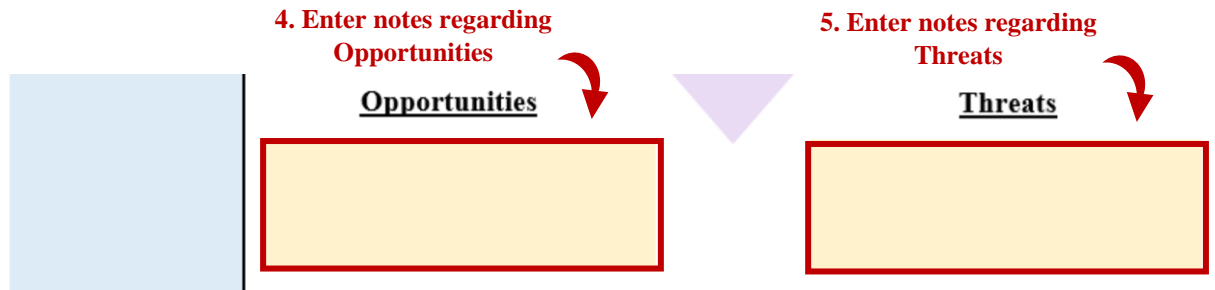 4. Enter notes regarding
Opportunities
5. Enter notes regarding
Threats
Opportunities
Threats